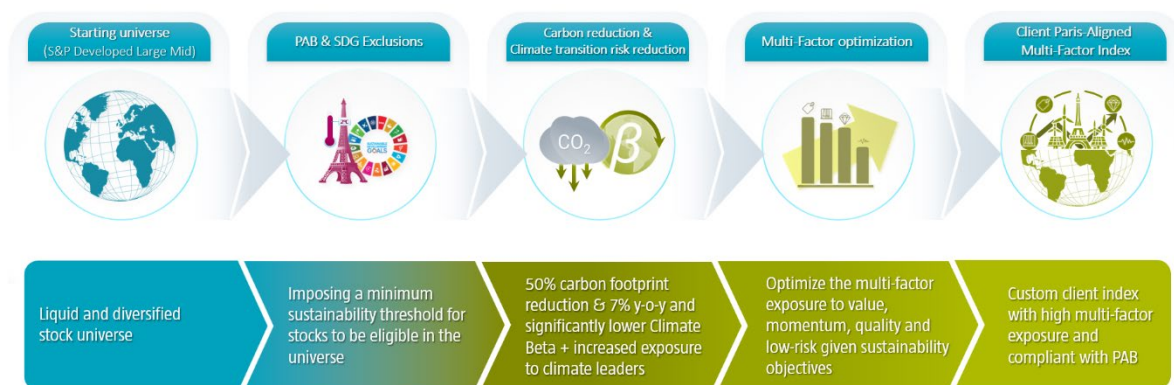 Starting universe
(S&P Developed Large Mid)
PAB & SDG Exclusions
Carbon reduction &
Climate transition risk reduction
Multi-Factor optimization
Client Paris-Aligned
Multi-Factor Index
SUSTAINABLE
DEVELOPMENT
GOALS
CO2
β
Liquid and diversified
stock universe
Imposing a minimum
sustainability threshold for
stocks to be eligible in the
universe
50% carbon footprint
reduction & 7% y-o-y and
significantly lower Climate
Beta + increased exposure
to climate leaders
Optimize the multi-factor
exposure to value,
momentum, quality and
low-risk given sustainability
objectives
Custom client index
with high multi-factor
exposure and
compliant with PAB